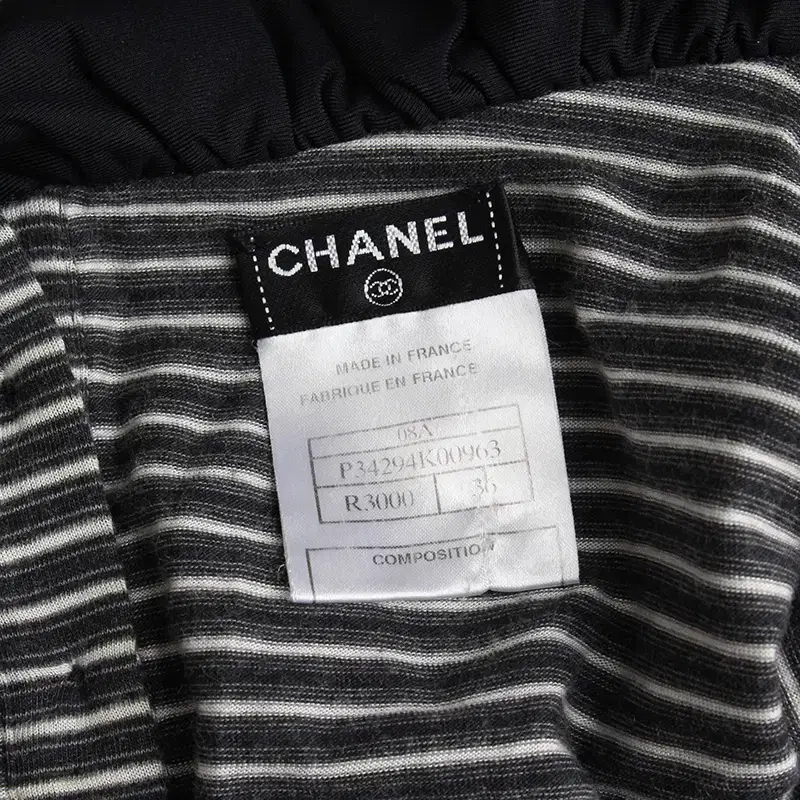 CHANEL
MADE IN FRANCE
FABRIQUE EN FRANCE
08A
P34294K00963
R3000 36
COMPOSITION